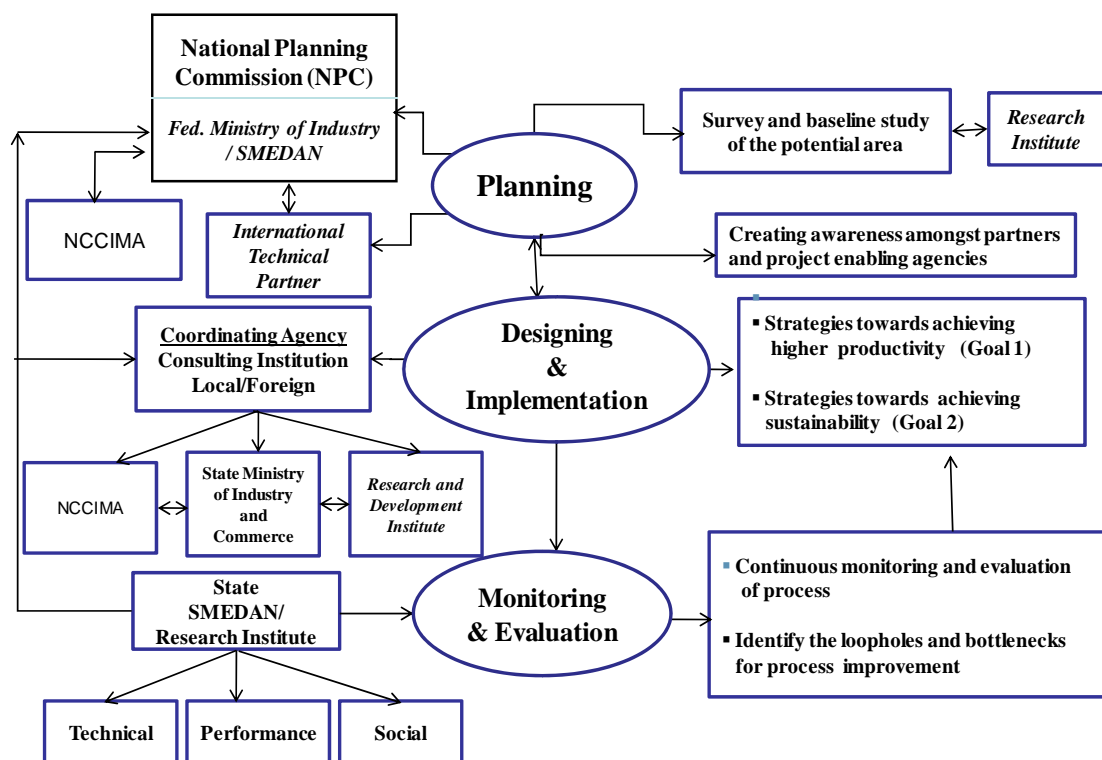 National Planning
Commission (NPC)
Fed. Ministry of Industry
/ SMEDAN
Survey and baseline study
of the potential area
Research
Institute
Planning
NCCIMA
International
Technical
Partner
Creating awareness amongst partners
and project enabling agencies
Coordinating Agency
Consulting Institution
Local/Foreign
Designing
&
Implementation
▪ Strategies towards achieving
higher productivity (Goal 1)
▪ Strategies towards achieving
sustainability (Goal 2)
NCCIMA
State Ministry
of Industry
and
Commerce
Research and
Development
Institute
State
SMEDAN/
Research Institute
Monitoring
& Evaluation
▪ Continuous monitoring and evaluation
of process
▪ Identify the loopholes and bottlenecks
for process improvement
Technical
Performance
Social